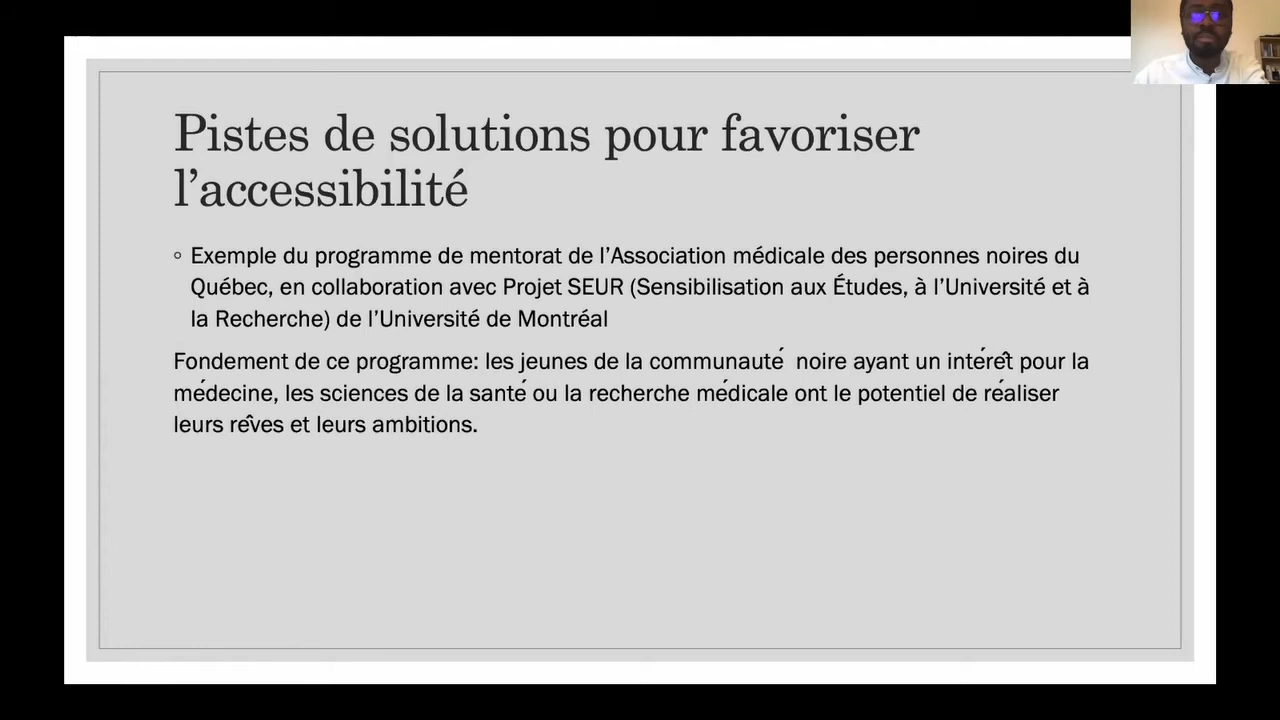 Pistes de solutions pour favoriser
l’accessibilité
◦ Exemple du programme de mentorat de l’Association médicale des personnes noires du
Québec, en collaboration avec Projet SEUR (Sensibilisation aux Études, à l’Université et à
la Recherche) de l’Université de Montréal
Fondement de ce programme: les jeunes de la communauté noire ayant un intérêt pour la
médecine, les sciences de la santé ou la recherche médicale ont le potentiel de réaliser
leurs rêves et leurs ambitions.